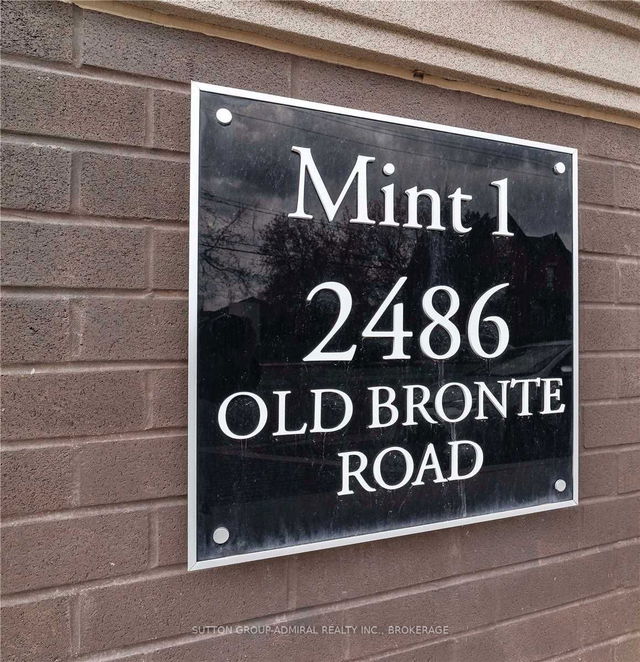 Mint 1
2486
OLD BRONTE
ROAD
SUTTON GROUP-ADMIRAL REALTY INC., BROKERAGE